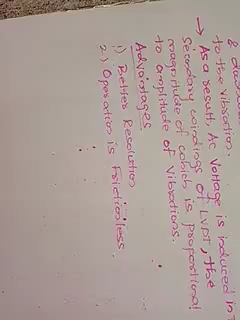 & due
to the vibration.
→ As a result AC Voltage is induced in
Secondary windings of LVDT, the
magnitude of which is proportional
to amplitude of Vibrations.
Advantages
1) Better Resolution
2) Operation is Frictionless.